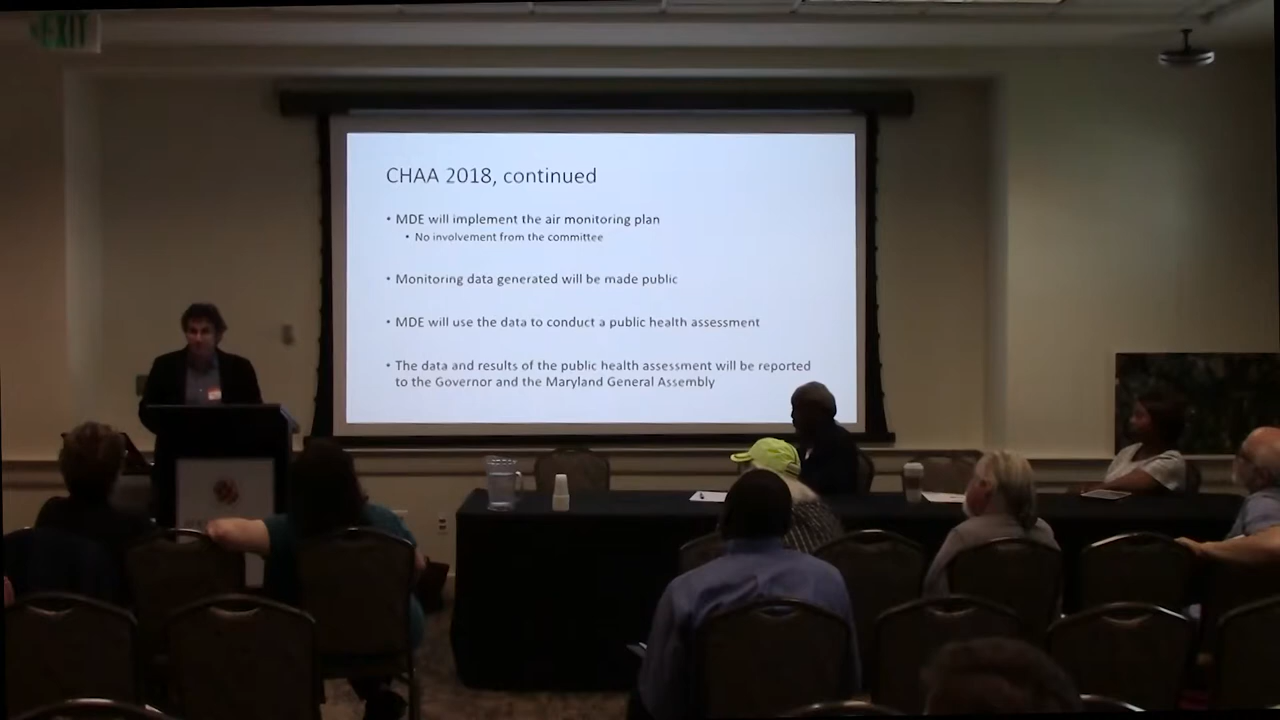 EXIT
CHAA 2018, continued
• MDE will implement the air monitoring plan
• No involvement from the committee
• Monitoring data generated will be made public
• MDE will use the data to conduct a public health assessment
• The data and results of the public health assessment will be reported
to the Governor and the Maryland General Assembly